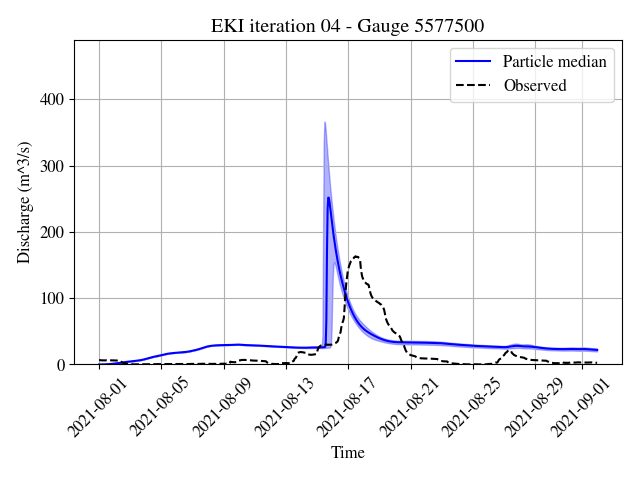 EKI iteration 04 - Gauge 5577500
Particle median
Observed
Discharge (m^3/s)
400
300
200
100
0
2021-08-01
2021-08-05
2021-08-09
2021-08-13
2021-08-17
2021-08-21
2021-08-25
2021-08-29
2021-09-01
Time